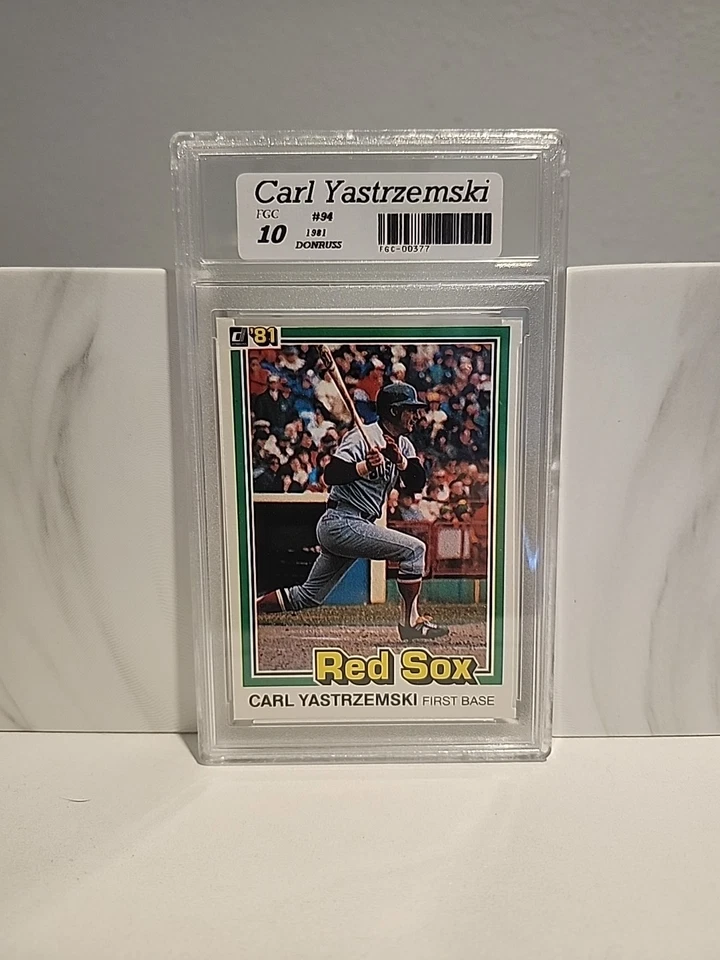 Carl Yastrzemski
FGC #94
10 1981
DONRUSS
FGC-00377
'81
Red Sox
CARL YASTRZEMSKI FIRST BASE